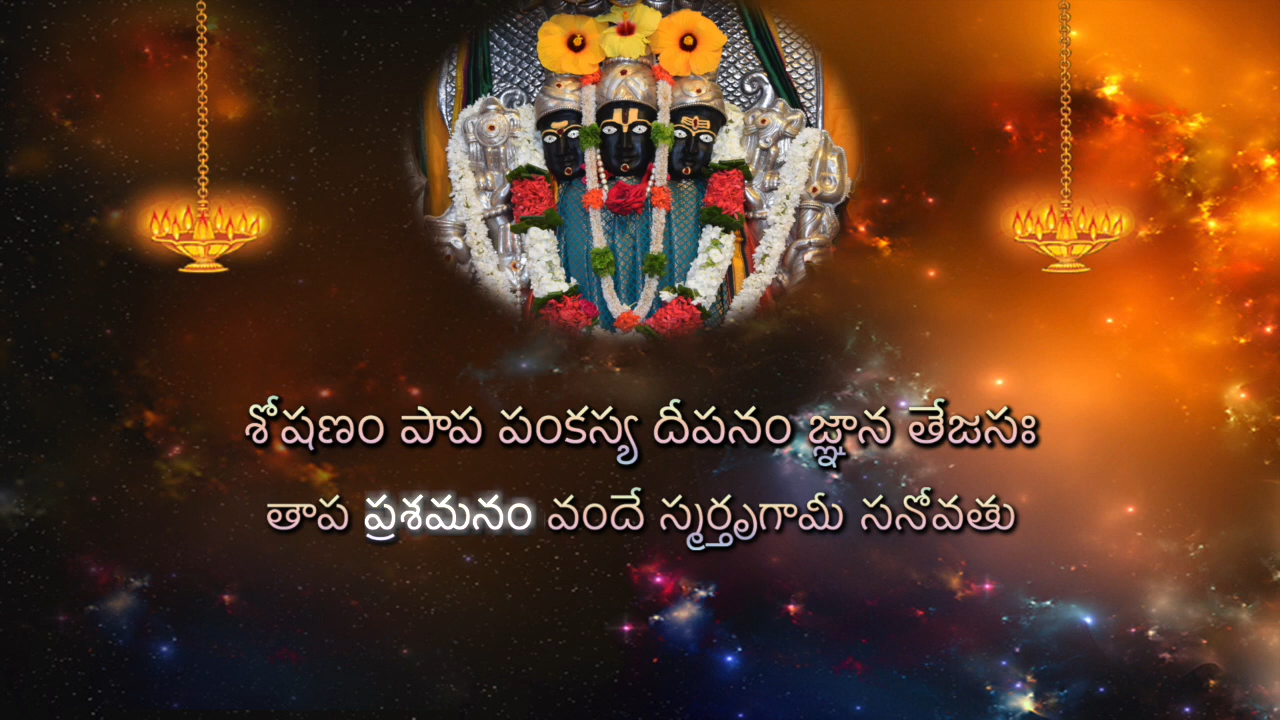 శోషణం పాప పంకస్య దీపనం జ్ఞాన తేజసః
తాప ప్రశమనం వందే స్మర్తృగామీ సనోవతు